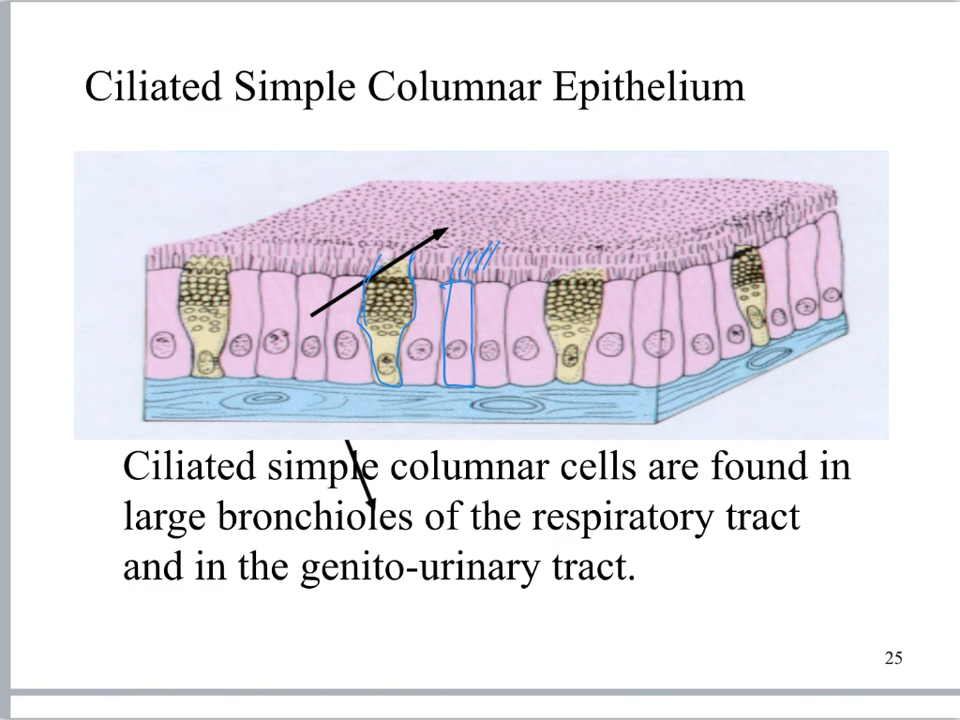 Ciliated Simple Columnar Epithelium
Ciliated simple columnar cells are found in
large bronchioles of the respiratory tract
and in the genito-urinary tract.
25